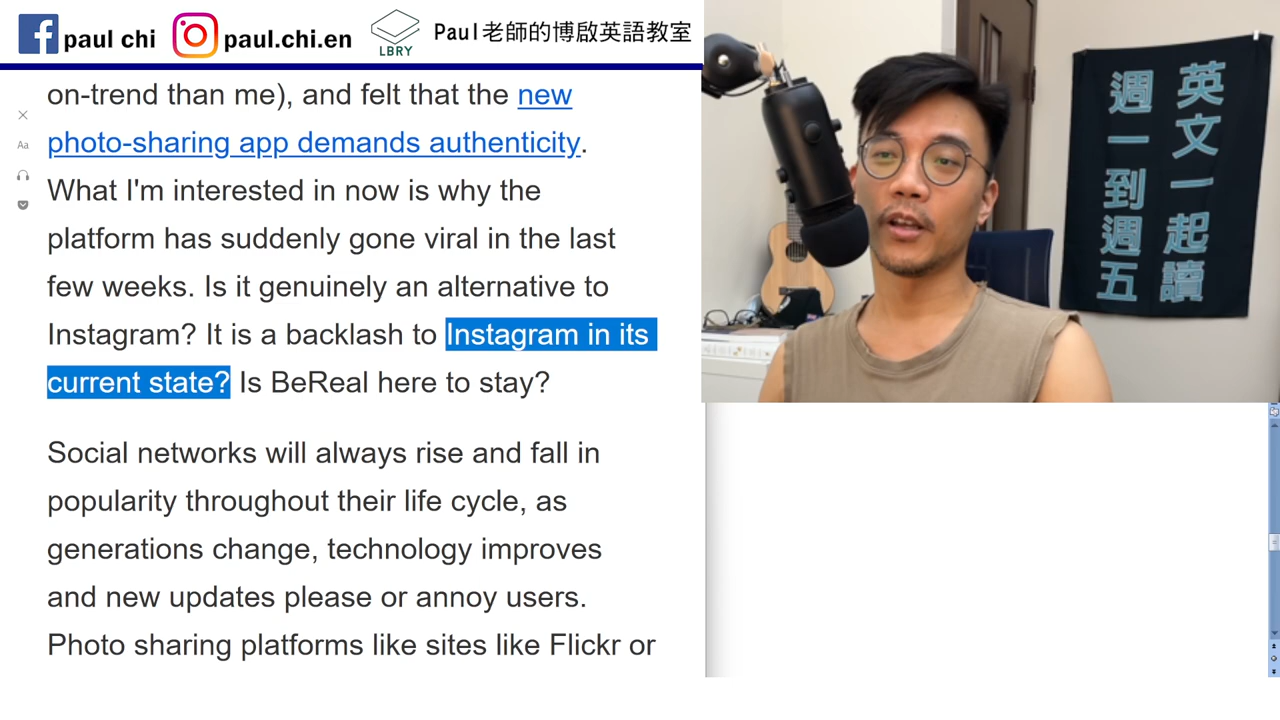 paul chi paul.chi.en LBRY Paul老師的博啟英語教室
on-trend than me), and felt that the new
photo-sharing app demands authenticity.
What I'm interested in now is why the
platform has suddenly gone viral in the last
few weeks. Is it genuinely an alternative to
Instagram? It is a backlash to Instagram in its
current state? Is BeReal here to stay?
Social networks will always rise and fall in
popularity throughout their life cycle, as
generations change, technology improves
and new updates please or annoy users.
Photo sharing platforms like sites like Flickr or
Aa
英文一起讀
週一到週五